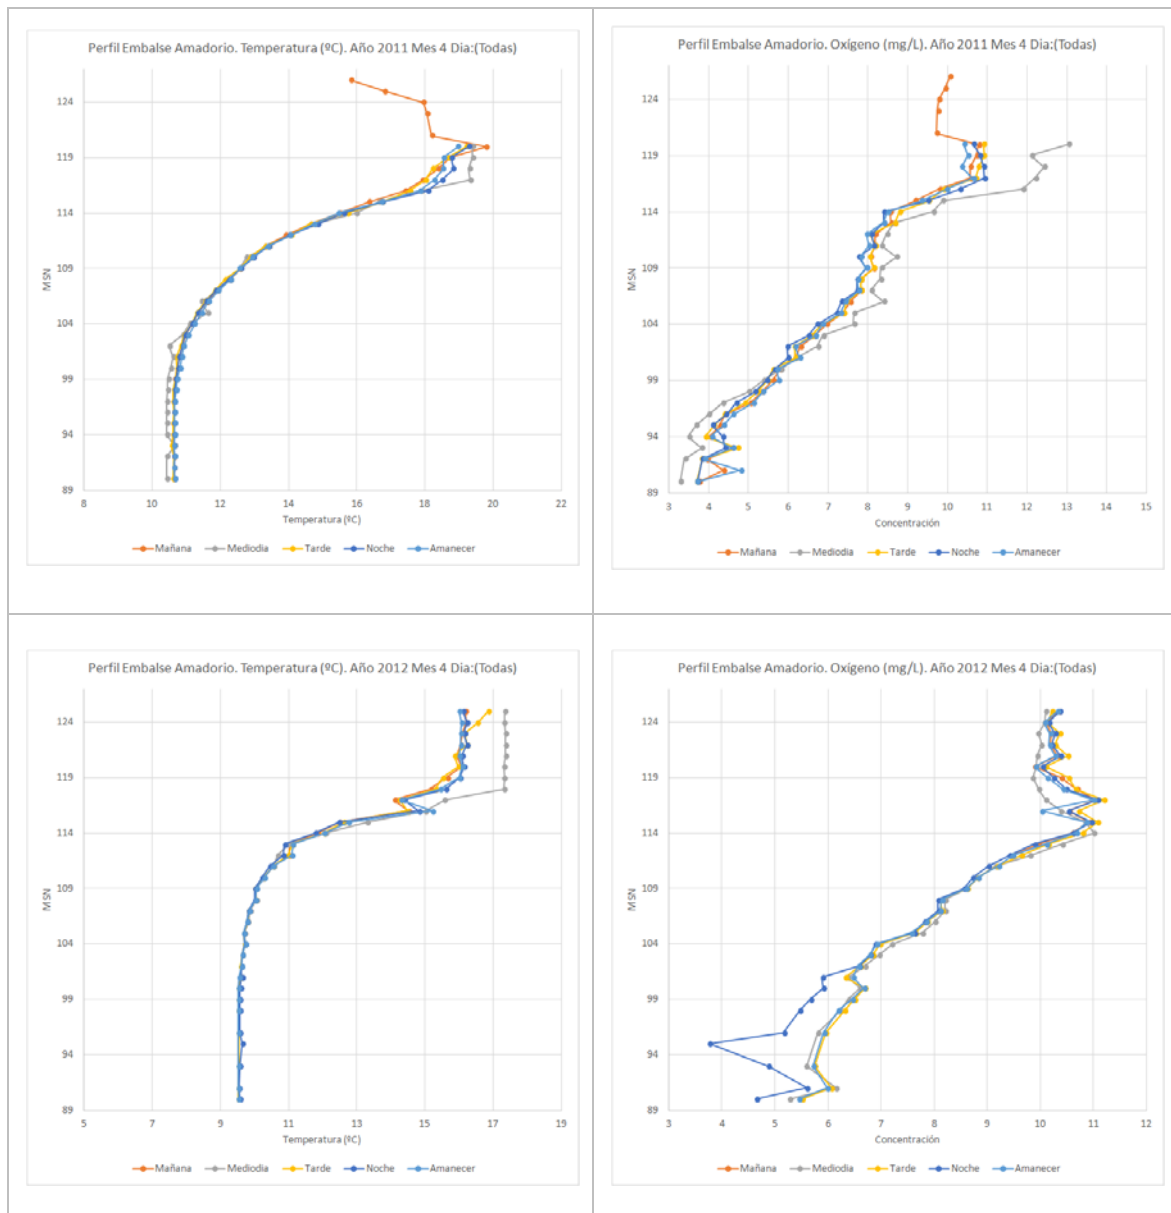 Perfil Embalse Amadorio. Temperatura (ºC). Año 2011 Mes 4 Dia:(Todas)
124
119
114
109
104
99
94
89
MSN
8 10 12 14 16 18 20 22
Temperatura (ºC)
Mañana Mediodia Tarde Noche Amanecer
Perfil Embalse Amadorio. Oxígeno (mg/L). Año 2011 Mes 4 Dia:(Todas)
124
119
114
109
104
99
94
89
MSN
3 4 5 6 7 8 9 10 11 12 13 14
Concentración
Mañana Mediodia Tarde Noche Amanecer
Perfil Embalse Amadorio. Temperatura (ºC). Año 2012 Mes 4 Dia:(Todas)
124
119
114
109
104
99
94
89
MSN
5 7 9 11 13 15 17 19
Temperatura (ºC)
Mañana Mediodia Tarde Noche Amanecer
Perfil Embalse Amadorio. Oxígeno (mg/L). Año 2012 Mes 4 Dia:(Todas)
124
119
114
109
104
99
94
89
MSN
3 4 5 6 7 8 9 10 11 12
Concentración
Mañana Mediodia Tarde Noche Amanecer